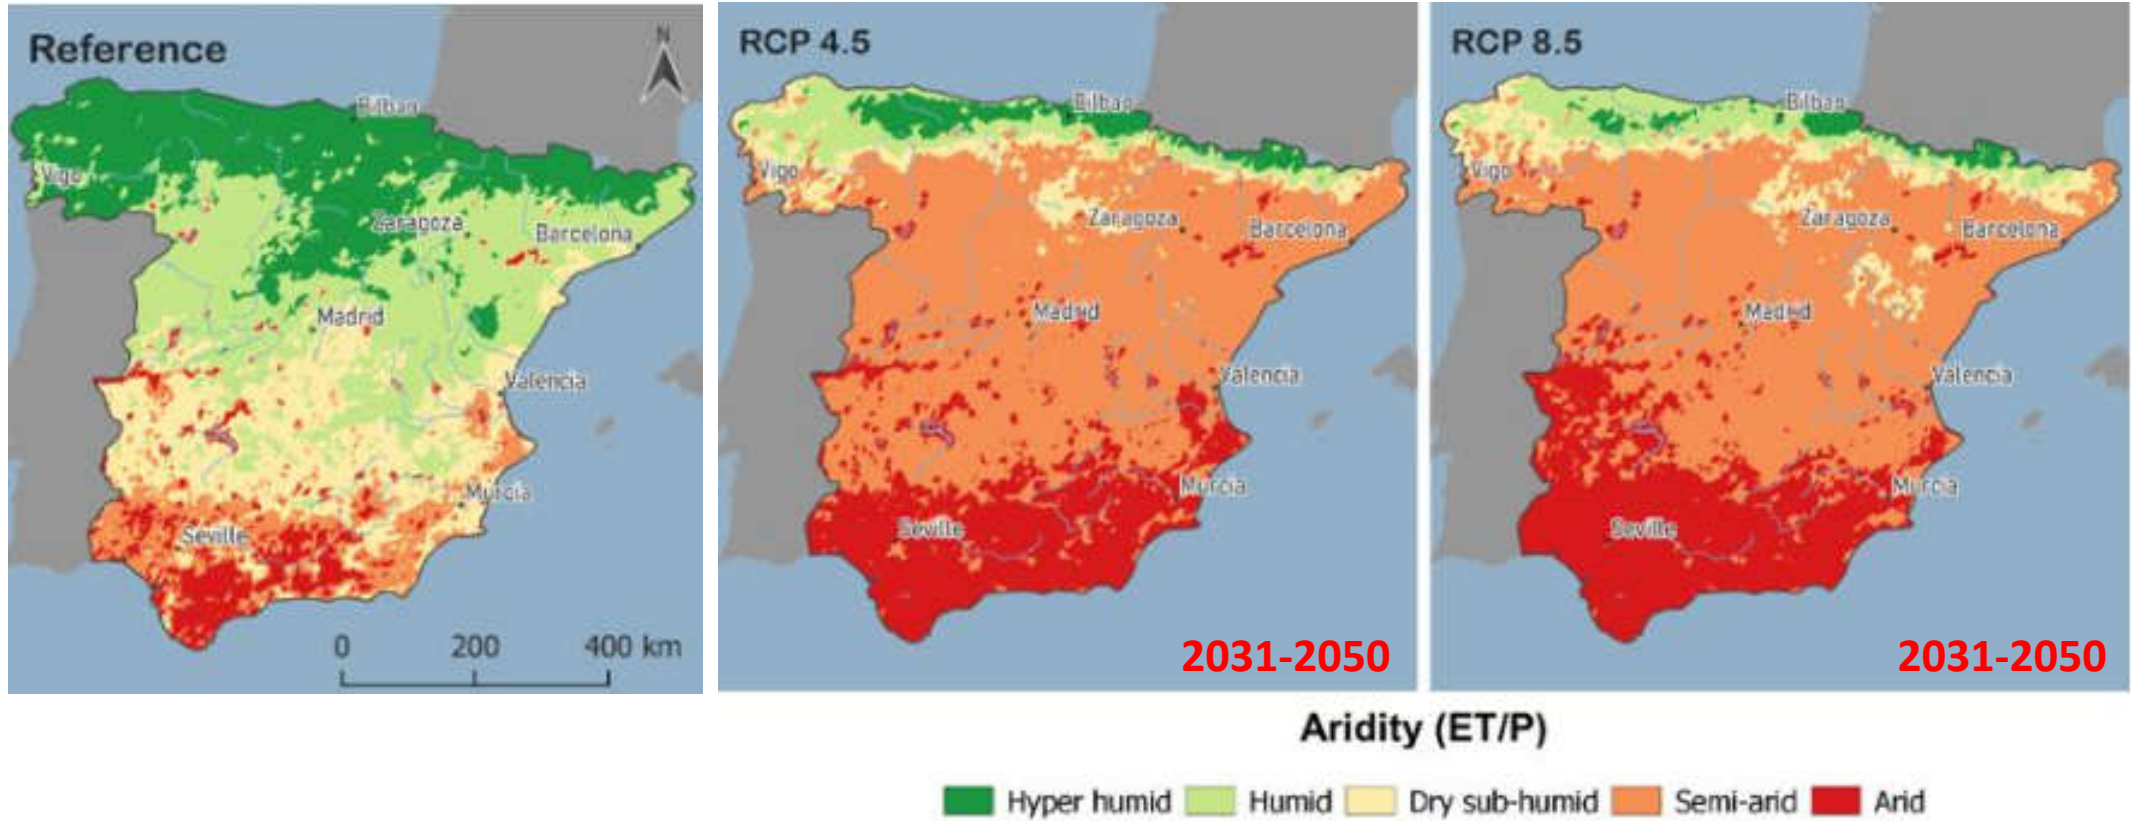 Reference
N
Bilbao
Vigo
Zaragoza
Barcelona
Madrid
Valencia
Murcia
Seville
0 200 400 km
RCP 4.5
Bilbao
Vigo
Zaragoza
Barcelona
Madrid
Valencia
Murcia
Seville
2031-2050
RCP 8.5
Bilbao
Vigo
Zaragoza
Barcelona
Madrid
Valencia
Murcia
Seville
2031-2050
Aridity (ET/P)
Hyper humid Humid Dry sub-humid Semi-arid Arid